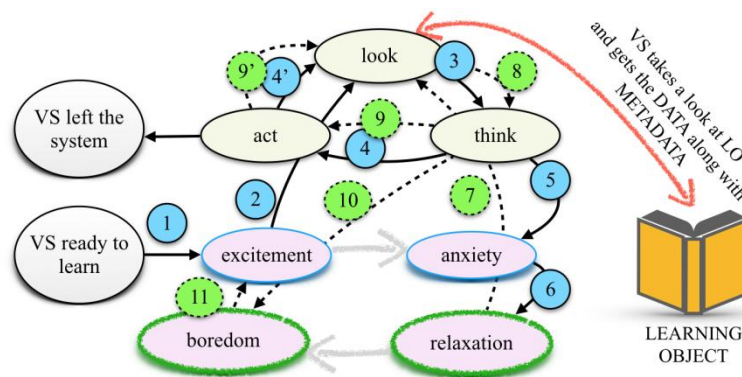 look
3
9’
4’
8
VS left the
system
act
9
think
4
5
2
10
7
1
VS ready to
learn
excitement
anxiety
6
11
boredom
relaxation
VS takes a look at LO
and gets the DATA along with
METADATA
LEARNING
OBJECT